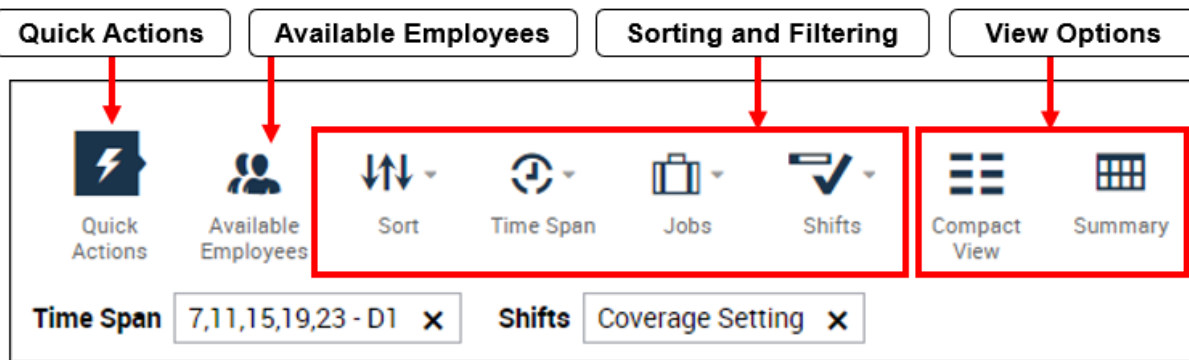 Quick Actions
Available Employees
Sorting and Filtering
View Options
Quick
Actions
Available
Employees
Sort
Time Span
Jobs
Shifts
Compact
View
Summary
Time Span 7,11,15,19,23 - D1 ×
Shifts Coverage Setting ×